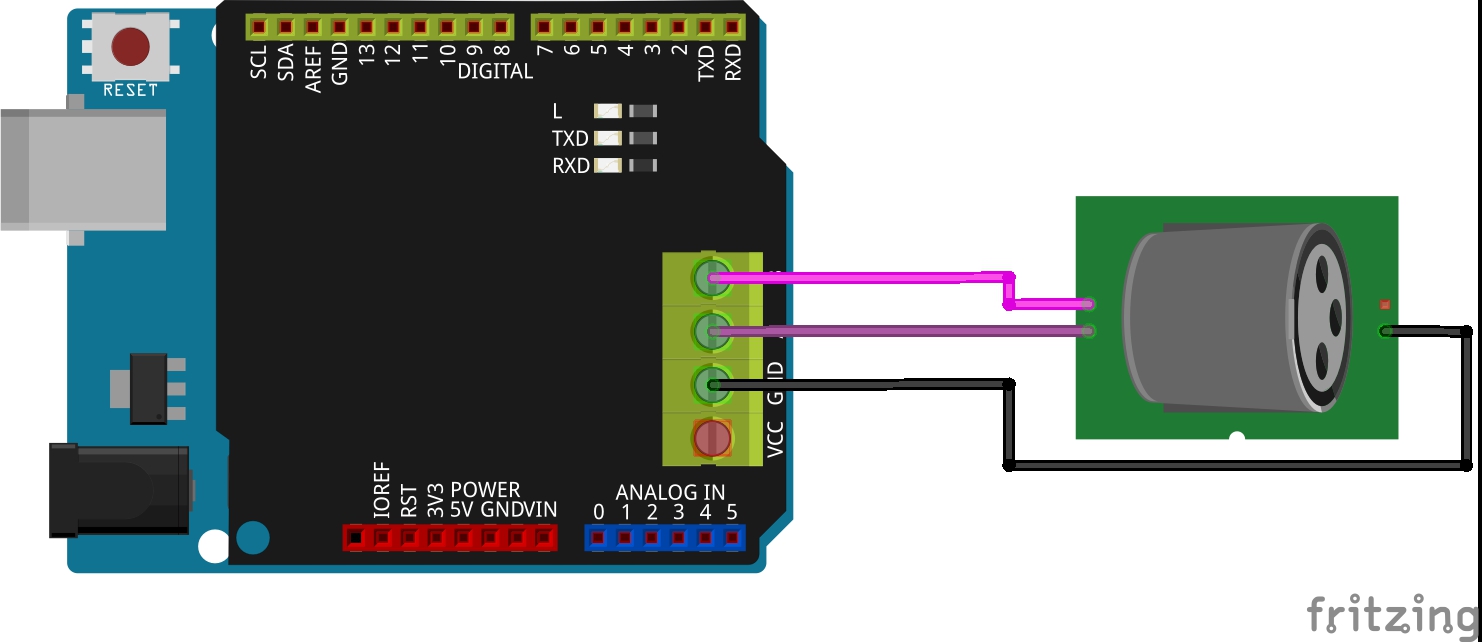 RESET
SCL SDA AREF GND 13 12 11 10 9 8 7 6 5 4 3 2 TXD RXD
DIGITAL
L
TXD
RXD
GND
VCC
IOREF RST 3V3 5V GND VIN
POWER
ANALOG IN
0 1 2 3 4 5
fritzing